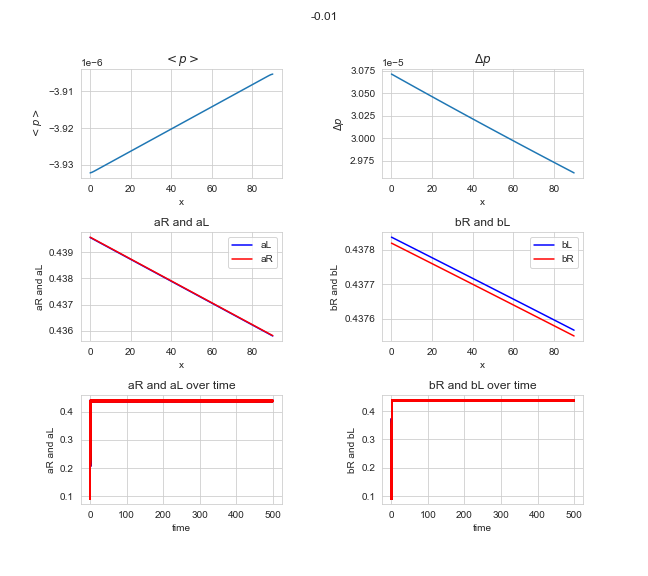 -0.01
< p >
Δp
1e−6
1e−5
−3.91
−3.92
−3.93
< p >
0 20 40 60 80
x
3.075
3.050
3.025
3.000
2.975
Δp
0 20 40 60 80
x
aR and aL
bR and bL
0.439
0.438
0.437
0.436
aR and aL
aL
aR
0 20 40 60 80
x
0.4378
0.4377
0.4376
bR and bL
bL
bR
0 20 40 60 80
x
aR and aL over time
bR and bL over time
0.4
0.3
0.2
0.1
aR and aL
0 100 200 300 400 500
time
0.4
0.3
0.2
0.1
bR and bL
0 100 200 300 400 500
time